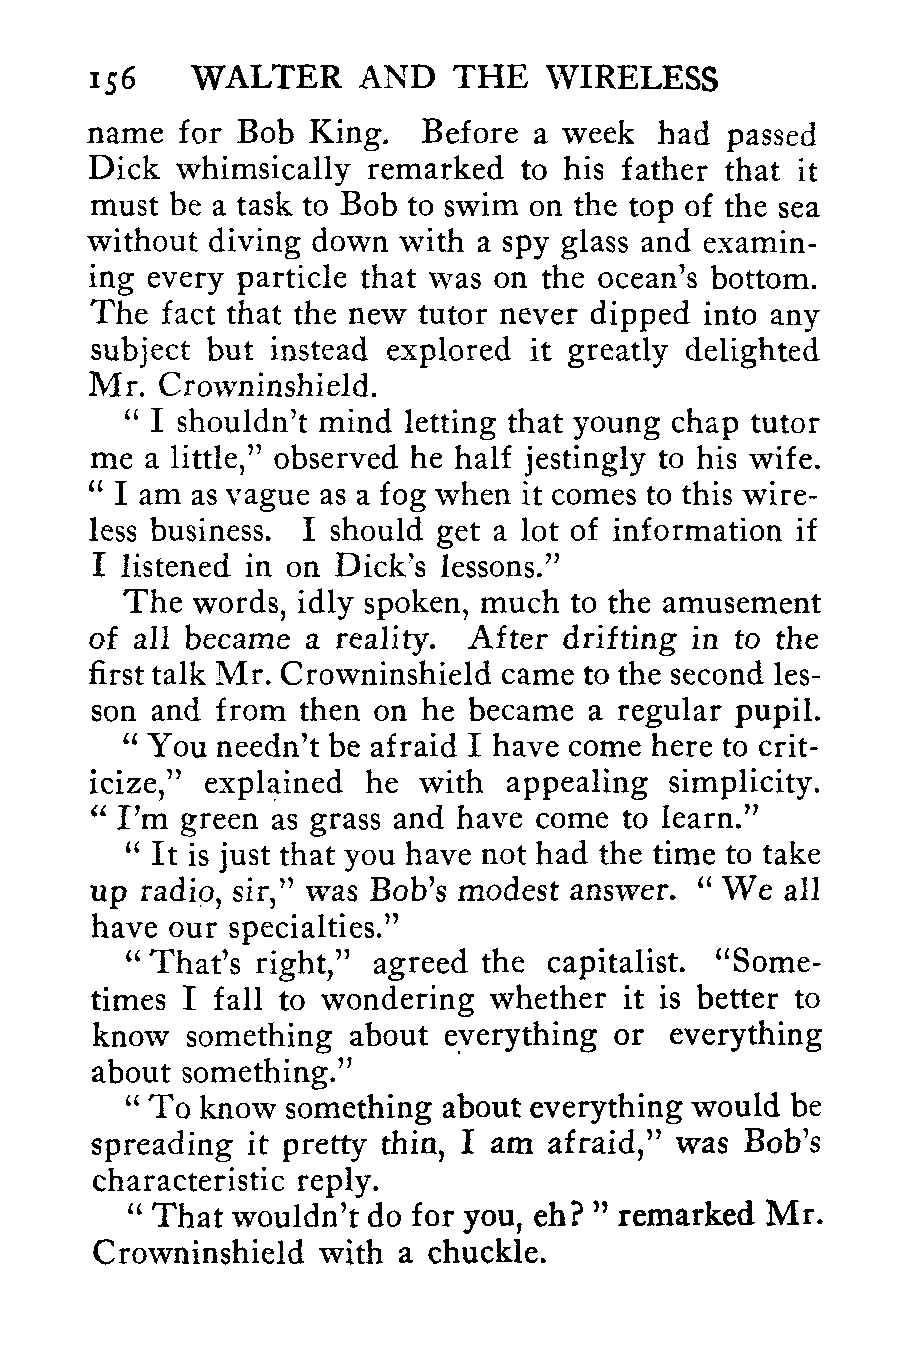 156 WALTER AND THE WIRELESS
name for Bob King. Before a week had passed
Dick whimsically remarked to his father that it
must be a task to Bob to swim on the top of the sea
without diving down with a spy glass and examin-
ing every particle that was on the ocean's bottom.
The fact that the new tutor never dipped into any
subject but instead explored it greatly delighted
Mr. Crowninshield.
" I shouldn't mind letting that young chap tutor
me a little," observed he half jestingly to his wife.
" I am as vague as a fog when it comes to this wire-
less business. I should get a lot of information if
I listened in on Dick's lessons."
The words, idly spoken, much to the amusement
of all became a reality. After drifting in to the
first talk Mr. Crowninshield came to the second les-
son and from then on he became a regular pupil.
" You needn't be afraid I have come here to crit-
icize," explained he with appealing simplicity.
" I'm green as grass and have come to learn."
" It is just that you have not had the time to take
up radio, sir," was Bob's modest answer. " We all
have our specialties."
" That's right," agreed the capitalist. "Some-
times I fall to wondering whether it is better to
know something about everything or everything
about something."
" To know something about everything would be
spreading it pretty thin, I am afraid," was Bob's
characteristic reply.
" That wouldn't do for you, eh? " remarked Mr.
Crowninshield with a chuckle.